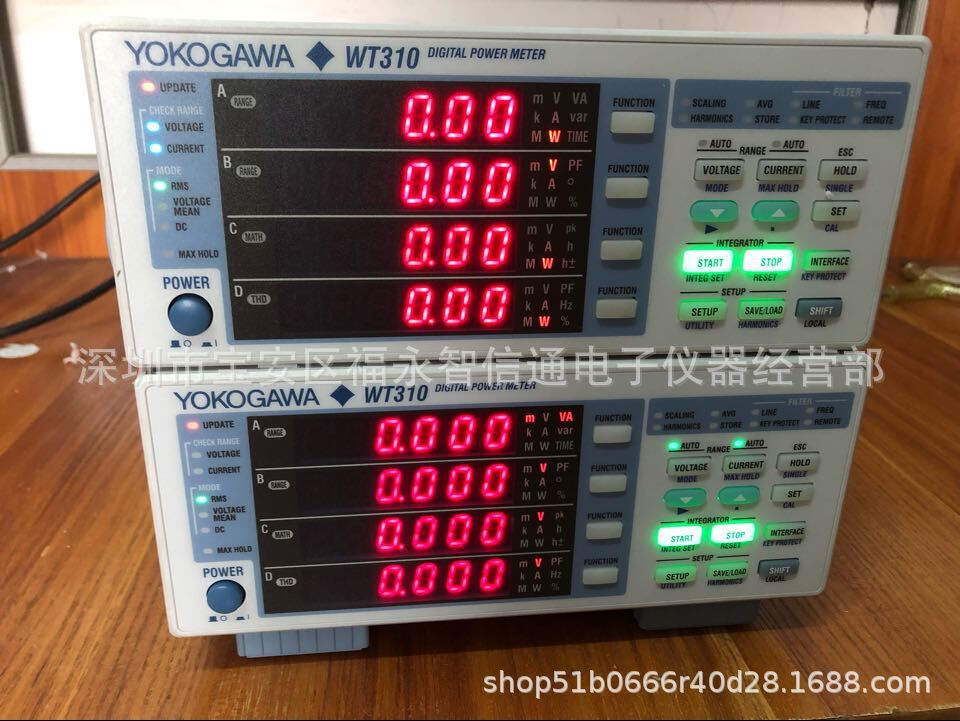 YOKOGAWA ◆ WT310 DIGITAL POWER METER
UPDATE
CHECK RANGE
VOLTAGE
CURRENT
MODE
RMS
VOLTAGE
MEAN
DC
MAX HOLD
POWER
A RANGE 0.00 m V VA
k A var
M W TIME
B RANGE 0.00 m V PF
k A °
M W %
C MATH 0.00 m V pk
k A h
M W h±
D THD 0.00 m V PF
k A Hz
M W %
FUNCTION
FUNCTION
FUNCTION
FUNCTION
FILTER
SCALING AVG LINE FREQ
HARMONICS STORE KEY PROTECT REMOTE
AUTO RANGE AUTO ESC
VOLTAGE CURRENT HOLD
MODE MAX HOLD SINGLE
SET
CAL
INTEGRATOR
START STOP INTERFACE
INTEG SET RESET KEY PROTECT
SETUP
SETUP SAVE/LOAD SHIFT
UTILITY HARMONICS LOCAL
深圳市宝安区福永智信通电子仪器经营部
YOKOGAWA ◆ WT310 DIGITAL POWER METER
UPDATE
CHECK RANGE
VOLTAGE
CURRENT
MODE
RMS
VOLTAGE
MEAN
DC
MAX HOLD
POWER
A RANGE 0.000 m V VA
k A var
M W TIME
B RANGE 0.000 m V PF
k A °
M W %
C MATH 0.000 m V pk
k A h
M W h±
D THD 0.000 m V PF
k A Hz
M W %
FUNCTION
FUNCTION
FUNCTION
FUNCTION
FILTER
SCALING AVG LINE FREQ
HARMONICS STORE KEY PROTECT REMOTE
AUTO RANGE AUTO ESC
VOLTAGE CURRENT HOLD
MODE MAX HOLD SINGLE
SET
CAL
INTEGRATOR
START STOP INTERFACE
INTEG SET RESET KEY PROTECT
SETUP
SETUP SAVE/LOAD SHIFT
UTILITY HARMONICS LOCAL
shop51b0666r40d28.1688.com